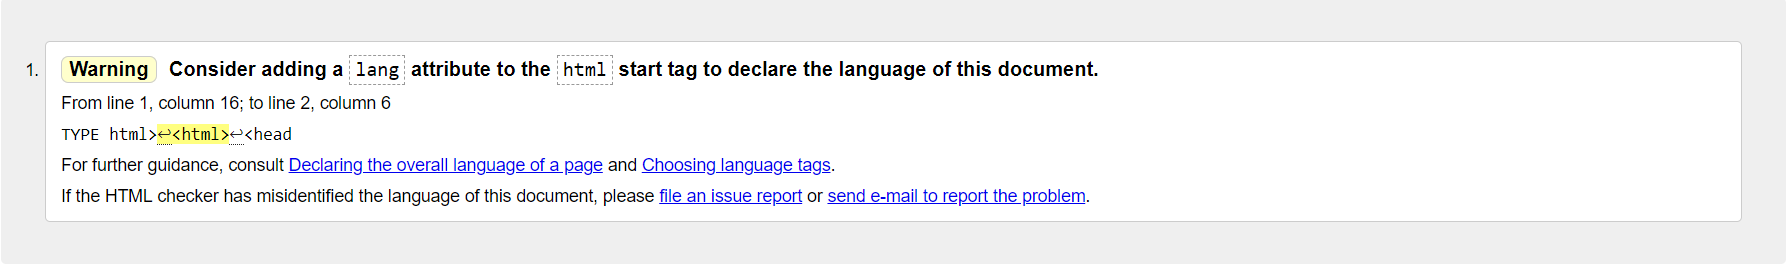 1. Warning Consider adding a lang attribute to the html start tag to declare the language of this document.
From line 1, column 16; to line 2, column 6
TYPE html>↩<html>↩<head
For further guidance, consult Declaring the overall language of a page and Choosing language tags.
If the HTML checker has misidentified the language of this document, please file an issue report or send e-mail to report the problem.